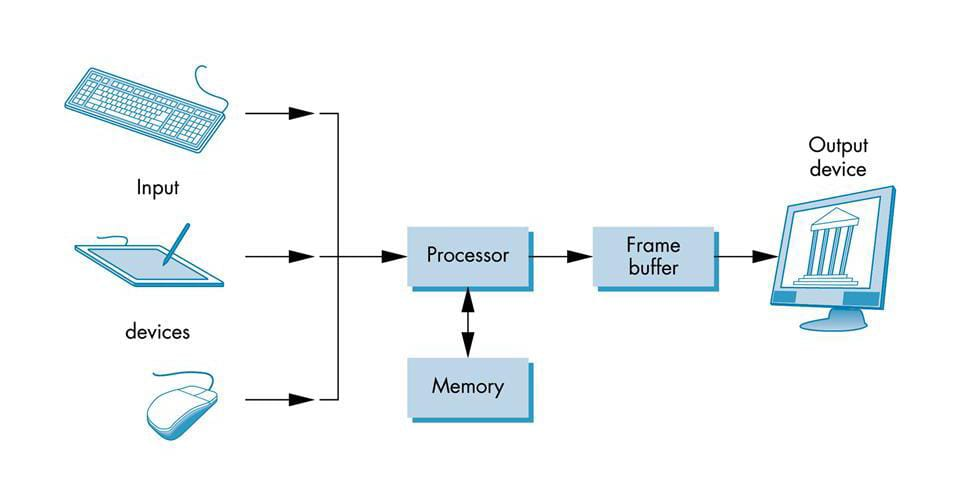 Input
devices
Processor
Memory
Frame
buffer
Output
device